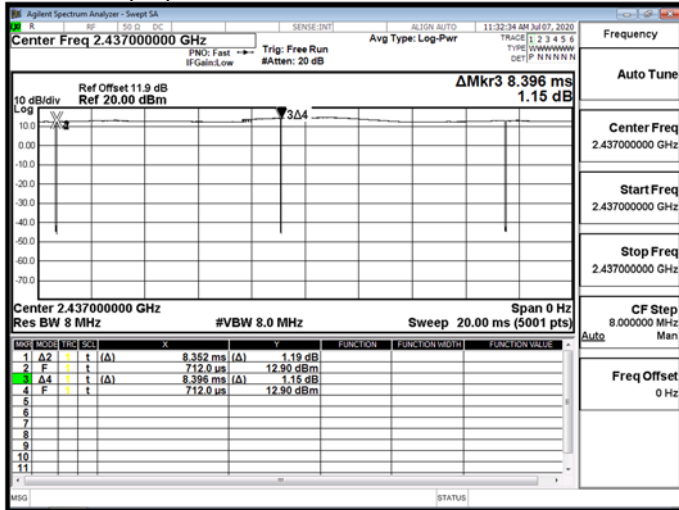 Agilent Spectrum Analyzer - Swept SA
R RF 50 Ω DC SENSE:INT ALIGN AUTO 11:32:34 AM Jul 07, 2020
Center Freq 2.437000000 GHz
PNO: Fast
IFGain:Low
Trig: Free Run
#Atten: 20 dB
Avg Type: Log-Pwr
TRACE 1 2 3 4 5 6
TYPE WWWWWW
DET P N N N N N
Frequency
Auto Tune
Center Freq
2.437000000 GHz
Start Freq
2.437000000 GHz
Stop Freq
2.437000000 GHz
CF Step
8.000000 MHz
Auto Man
Freq Offset
0 Hz
Ref Offset 11.9 dB
10 dB/div Ref 20.00 dBm
ΔMkr3 8.396 ms
1.15 dB
Log
3Δ4
10.0
0.00
-10.0
-20.0
-30.0
-40.0
-50.0
-60.0
-70.0
Center 2.437000000 GHz Span 0 Hz
Res BW 8 MHz #VBW 8.0 MHz Sweep 20.00 ms (5001 pts)
MKR MODE TRC SCL X Y FUNCTION FUNCTION WIDTH FUNCTION VALUE
1 Δ2 1 t (Δ) 8.352 ms (Δ) 1.19 dB
2 F 1 t 712.0 µs 12.90 dBm
3 Δ4 1 t (Δ) 8.396 ms (Δ) 1.15 dB
4 F 1 t 712.0 µs 12.90 dBm
5
6
7
8
9
10
11
MSG STATUS